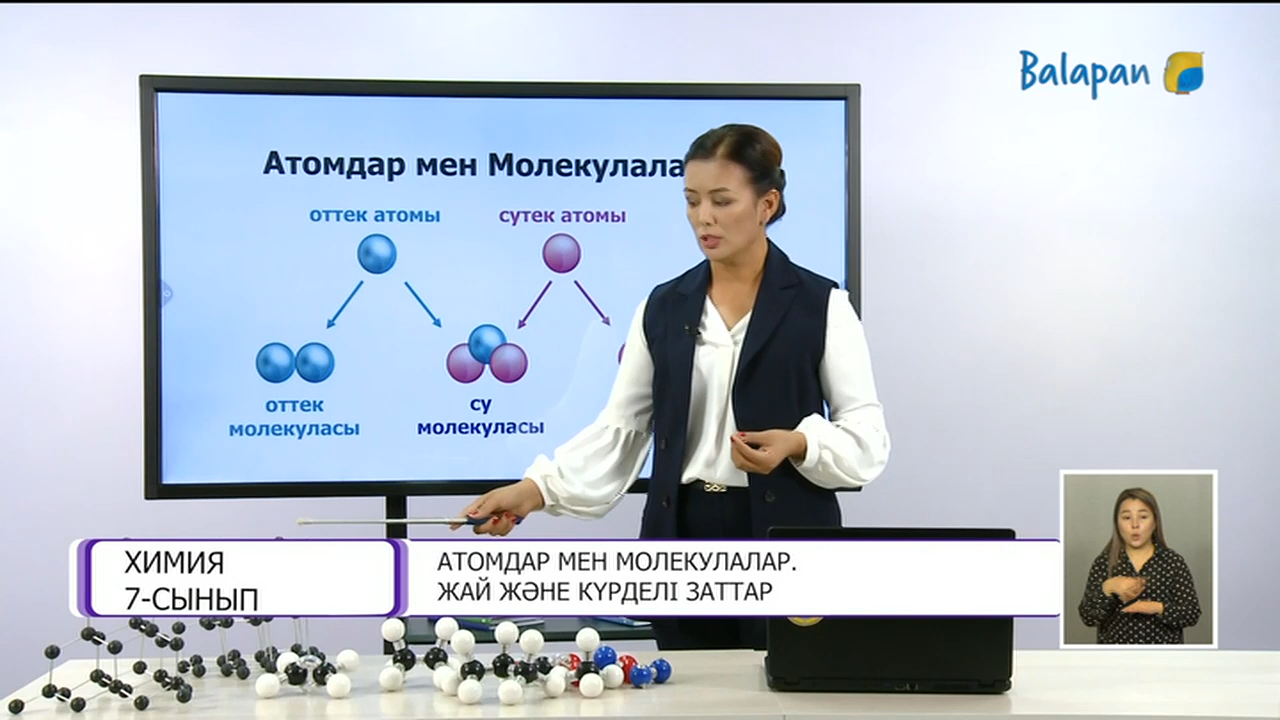 Balapan
Атомдар мен Молекулала
оттек атомы
сутек атомы
оттек
молекуласы
су
молекуласы
ХИМИЯ
7-СЫНЫП
АТОМДАР МЕН МОЛЕКУЛАЛАР.
ЖАЙ ЖӘНЕ КҮРДЕЛІ ЗАТТАР